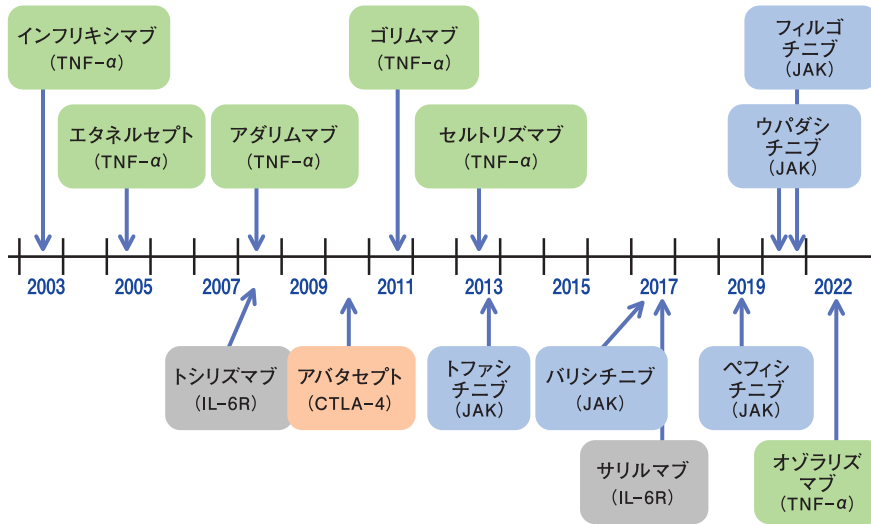 インフリキシマブ
(TNF-α)
ゴリムマブ
(TNF-α)
フィルゴ
チニブ
(JAK)
エタネルセプト
(TNF-α)
アダリムマブ
(TNF-α)
セルトリズマブ
(TNF-α)
ウパダシ
チニブ
(JAK)
2003 2005 2007 2009 2011 2013 2015 2017 2019 2022
トシリズマブ
(IL-6R)
アバタセプト
(CTLA-4)
トファシ
チニブ
(JAK)
バリシチニブ
(JAK)
ペフィシ
チニブ
(JAK)
サリルマブ
(IL-6R)
オゾラリズ
マブ
(TNF-α)